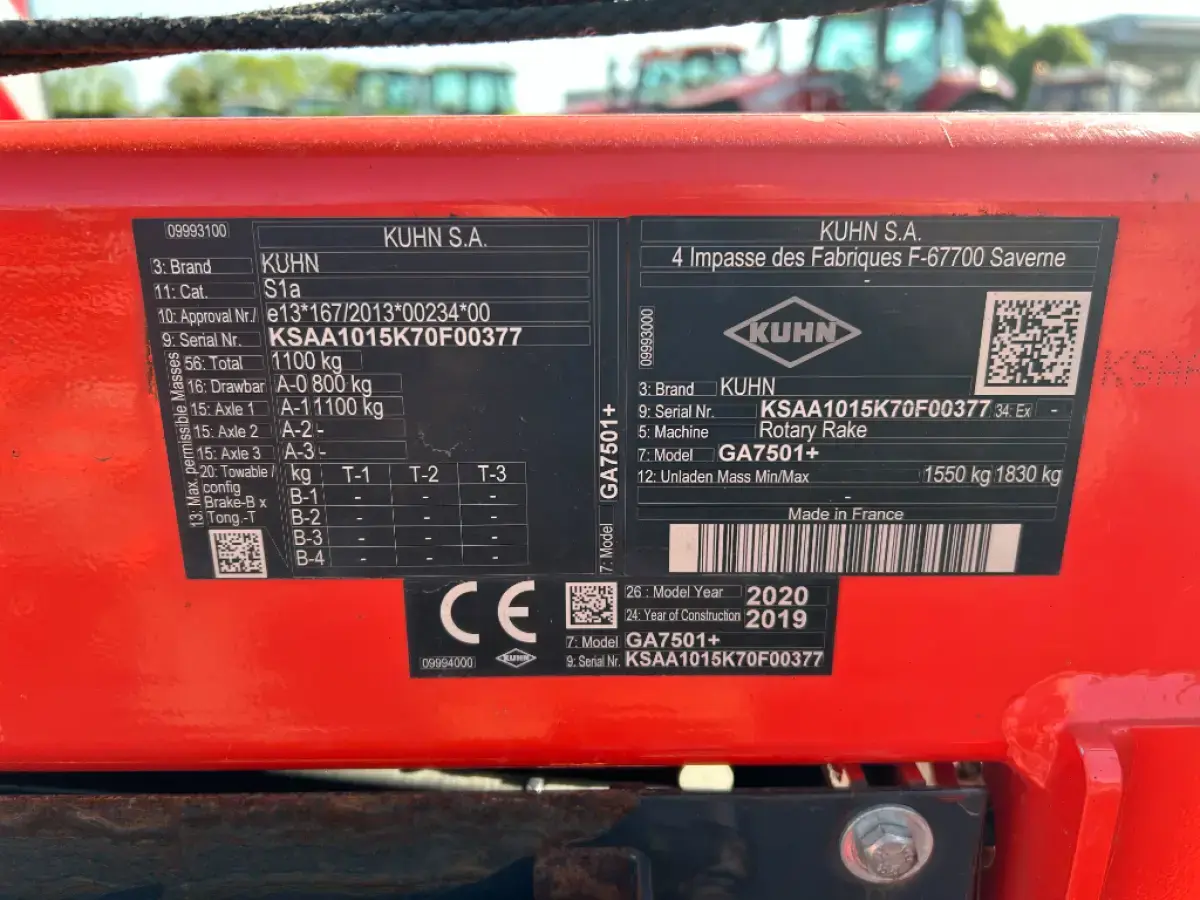 09993100
KUHN S.A.
3: Brand KUHN
11: Cat. S1a
10: Approval Nr./ e13*167/2013*00234*00
9: Serial Nr. KSAA1015K70F00377
13: Max. permissible Masses
56: Total 1100 kg
16: Drawbar A-0 800 kg
15: Axle 1 A-1 1100 kg
15: Axle 2 A-2 -
15: Axle 3 A-3 -
20: Towable / kg T-1 T-2 T-3
config B-1 - - -
Brake-B x B-2 - - -
Tong.-T B-3 - - -
B-4 - - -
7: Model GA7501+
KUHN S.A.
4 Impasse des Fabriques F-67700 Saverne
-
09993000
KUHN
3: Brand KUHN
9: Serial Nr. KSAA1015K70F00377 34: Ex -
5: Machine Rotary Rake
7: Model GA7501+
12: Unladen Mass Min/Max 1550 kg 1830 kg
-
Made in France
CE
09994000
KUHN
26 : Model Year 2020
24: Year of Construction 2019
7: Model GA7501+
9: Serial Nr. KSAA1015K70F00377
KSAA